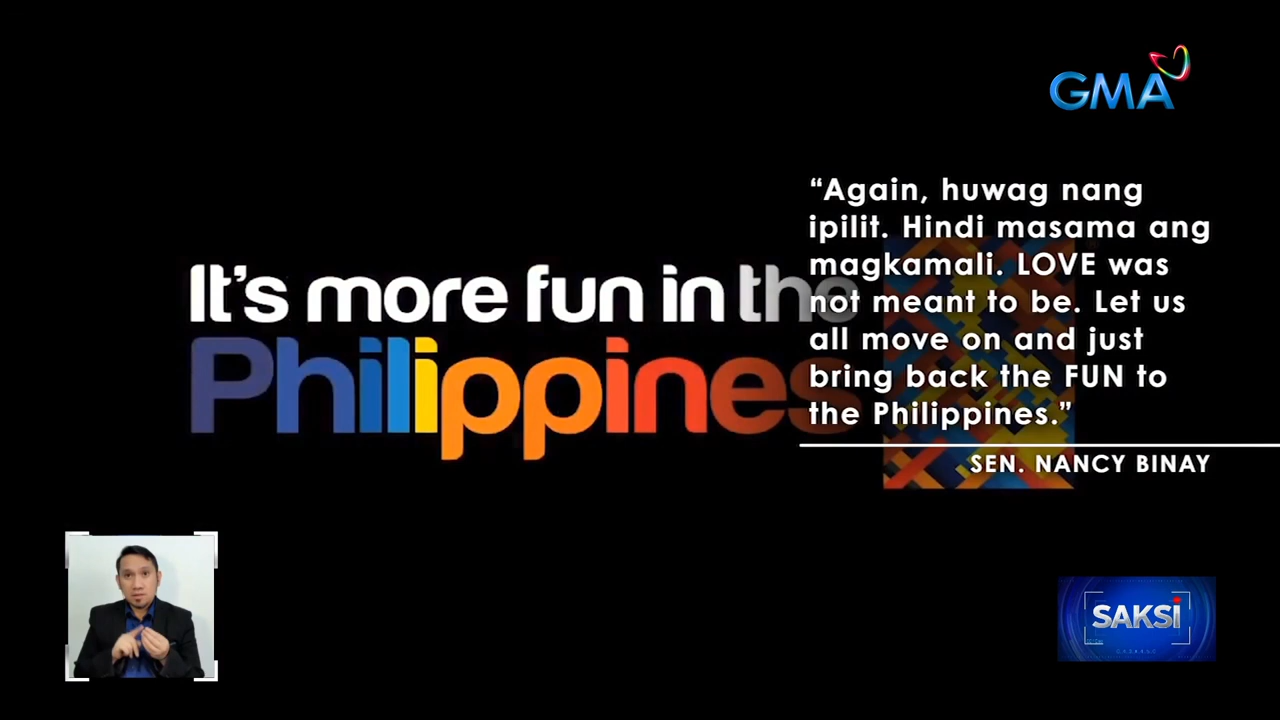 GMA
“Again, huwag nang
ipilit. Hindi masama ang
magkamali. LOVE was
not meant to be. Let us
all move on and just
bring back the FUN to
the Philippines.”
SEN. NANCY BINAY
It’s more fun in the
Philippines
SAKSI